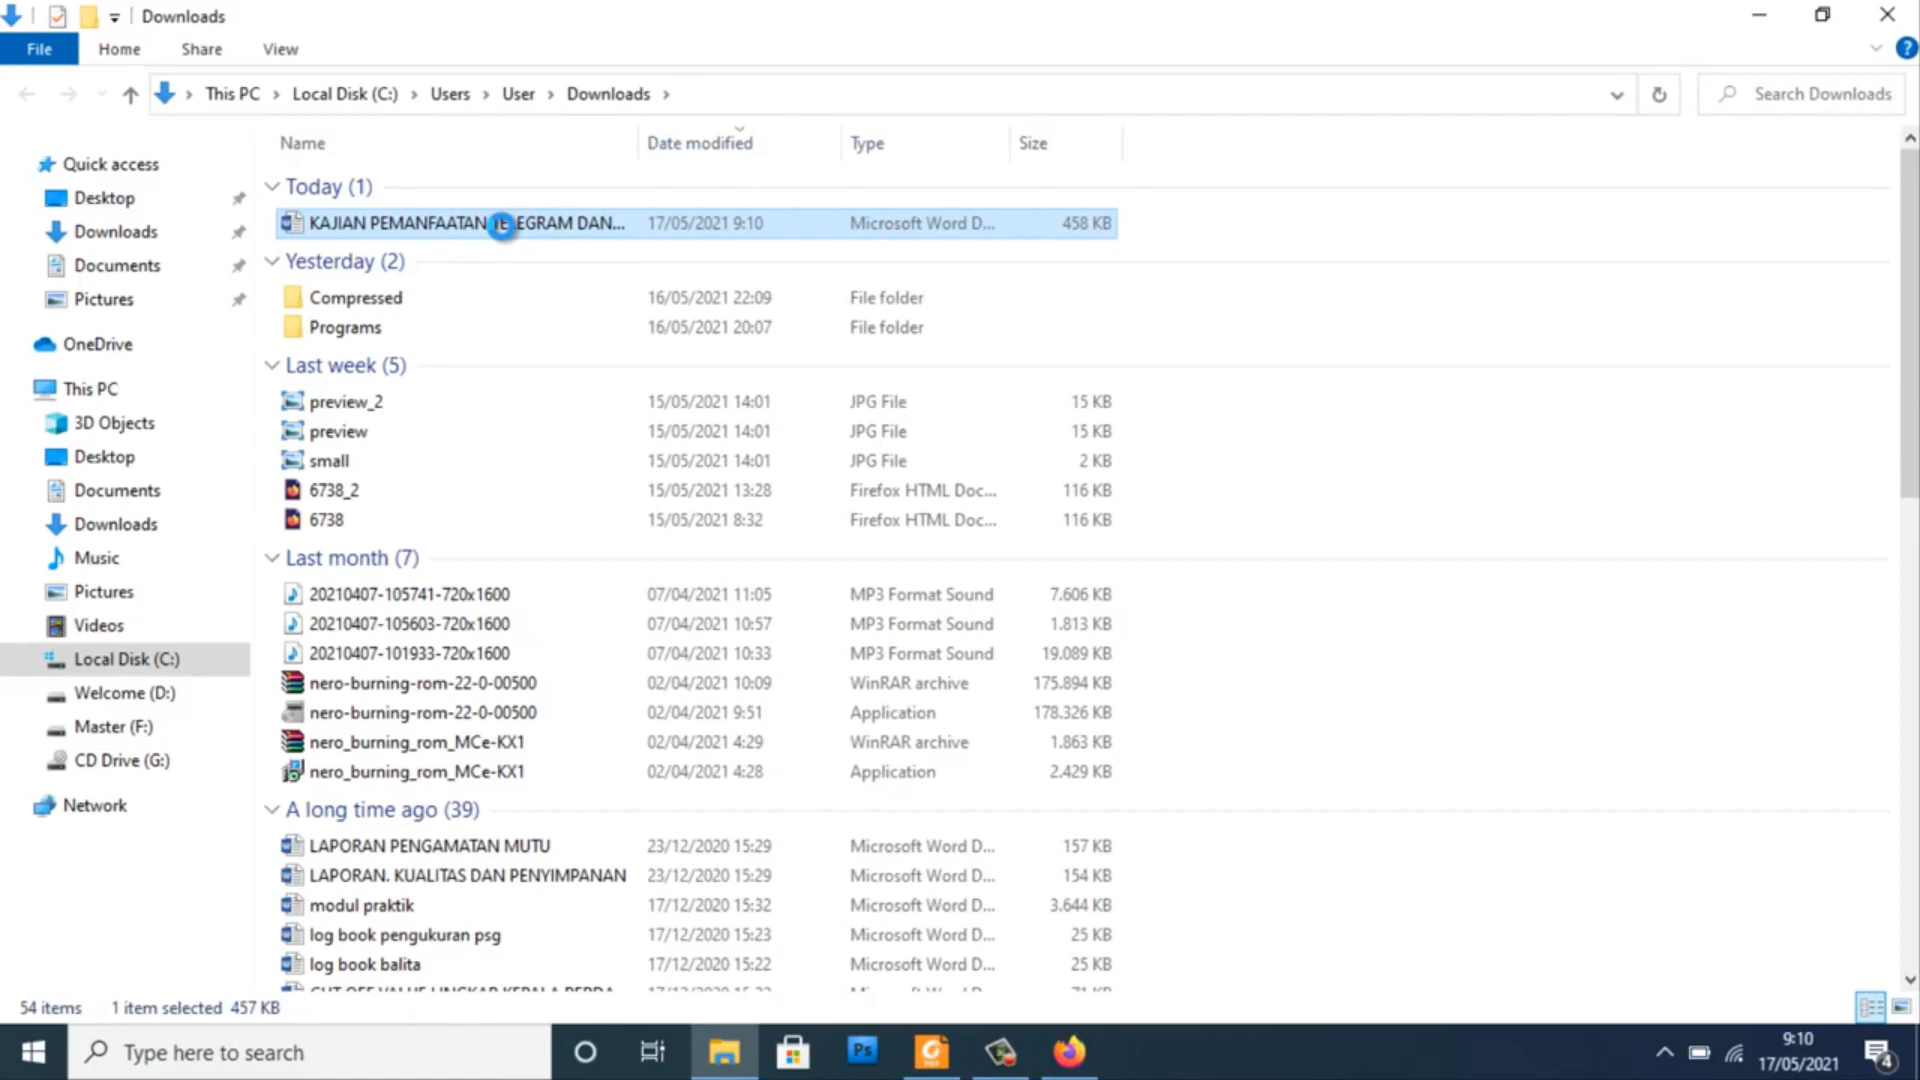 Downloads
File Home Share View
This PC Local Disk (C:) Users User Downloads
Search Downloads
Name Date modified Type Size
Quick access
Desktop
Downloads
Documents
Pictures
OneDrive
This PC
3D Objects
Desktop
Documents
Downloads
Music
Pictures
Videos
Local Disk (C:)
Welcome (D:)
Master (F:)
CD Drive (G:)
Network
Today (1)
KAJIAN PEMANFAATAN TELEGRAM DAN... 17/05/2021 9:10 Microsoft Word D... 458 KB
Yesterday (2)
Compressed 16/05/2021 22:09 File folder
Programs 16/05/2021 20:07 File folder
Last week (5)
preview_2 15/05/2021 14:01 JPG File 15 KB
preview 15/05/2021 14:01 JPG File 15 KB
small 15/05/2021 14:01 JPG File 2 KB
6738_2 15/05/2021 13:28 Firefox HTML Doc... 116 KB
6738 15/05/2021 8:32 Firefox HTML Doc... 116 KB
Last month (7)
20210407-105741-720x1600 07/04/2021 11:05 MP3 Format Sound 7.606 KB
20210407-105603-720x1600 07/04/2021 10:57 MP3 Format Sound 1.813 KB
20210407-101933-720x1600 07/04/2021 10:33 MP3 Format Sound 19.089 KB
nero-burning-rom-22-0-00500 02/04/2021 10:09 WinRAR archive 175.894 KB
nero-burning-rom-22-0-00500 02/04/2021 9:51 Application 178.326 KB
nero_burning_rom_MCe-KX1 02/04/2021 4:29 WinRAR archive 1.863 KB
nero_burning_rom_MCe-KX1 02/04/2021 4:28 Application 2.429 KB
A long time ago (39)
LAPORAN PENGAMATAN MUTU 23/12/2020 15:29 Microsoft Word D... 157 KB
LAPORAN. KUALITAS DAN PENYIMPANAN 23/12/2020 15:29 Microsoft Word D... 154 KB
modul praktik 17/12/2020 15:32 Microsoft Word D... 3.644 KB
log book pengukuran psg 17/12/2020 15:23 Microsoft Word D... 25 KB
log book balita 17/12/2020 15:22 Microsoft Word D... 25 KB
54 items 1 item selected 457 KB
Type here to search
Ps
9:10
17/05/2021
4